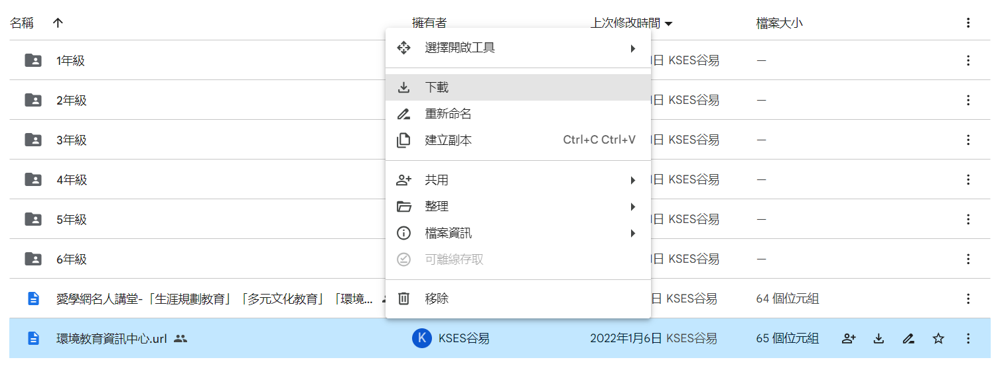 名稱 擁有者 上次修改時間 檔案大小
選擇開啟工具
1年級 日 KSES谷易 —
下載
2年級 日 KSES谷易 —
重新命名
3年級 建立副本 Ctrl+C Ctrl+V 日 KSES谷易 —
4年級 共用 日 KSES谷易 —
整理
5年級 日 KSES谷易 —
檔案資訊
6年級 可離線存取 日 KSES谷易 —
愛學網名人講堂-「生涯規劃教育」「多元文化教育」「環境... 移除 日 KSES谷易 64 個位元組
環境教育資訊中心.url K KSES谷易 2022年1月6日 KSES谷易 65 個位元組